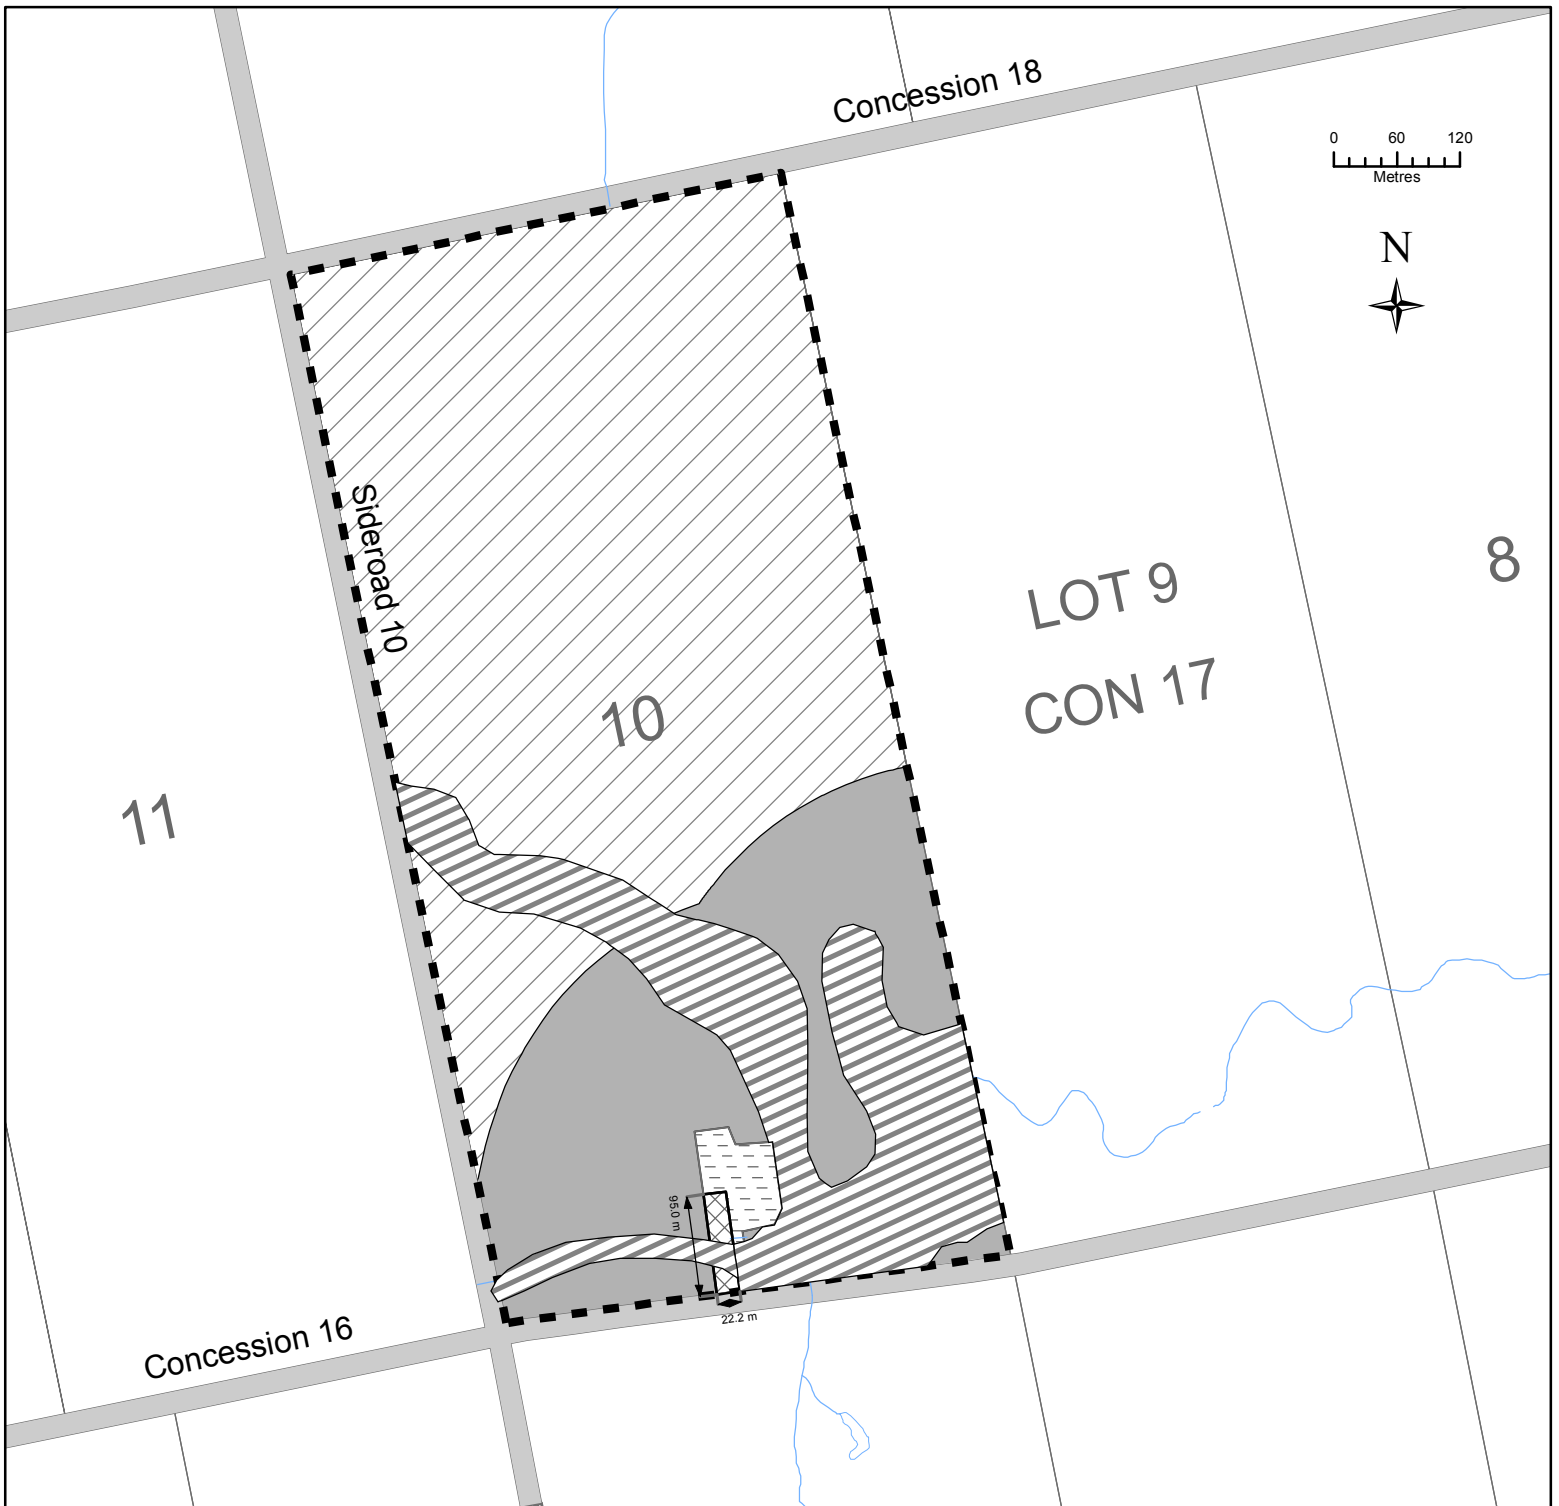 Concession 18
0 60 120
Metres
N
Sideroad 10
LOT 9
CON 17
8
10
11
95.0 m
22.2 m
Concession 16